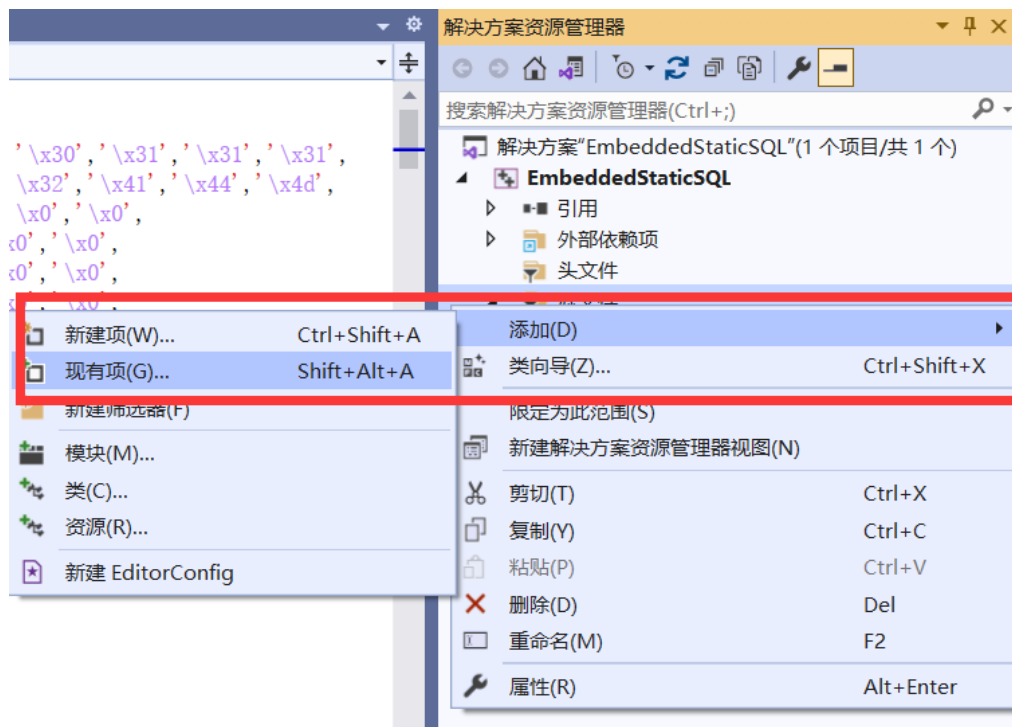 解决方案资源管理器
搜索解决方案资源管理器(Ctrl+;)
解决方案“EmbeddedStaticSQL”(1 个项目/共 1 个)
EmbeddedStaticSQL
引用
外部依赖项
头文件
'\x30','\x31','\x31','\x31',
\x32','\x41','\x44','\x4d',
\x0','\x0',
x0','\x0',
x0','\x0',
新建项(W)... Ctrl+Shift+A
现有项(G)... Shift+Alt+A
新建筛选器(F)
模块(M)...
类(C)...
资源(R)...
新建 EditorConfig
添加(D)
类向导(Z)... Ctrl+Shift+X
限定为此范围(S)
新建解决方案资源管理器视图(N)
剪切(T) Ctrl+X
复制(Y) Ctrl+C
粘贴(P) Ctrl+V
删除(D) Del
重命名(M) F2
属性(R) Alt+Enter